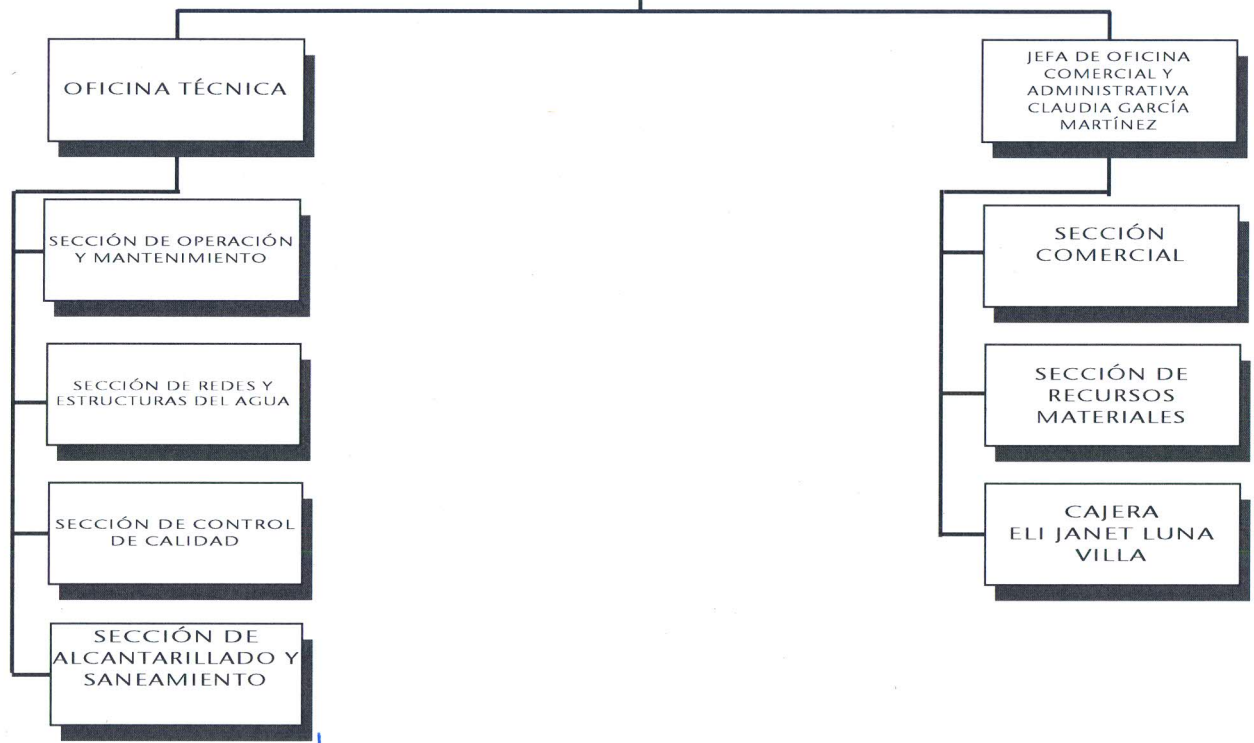 OFICINA TÉCNICA
SECCIÓN DE OPERACIÓN
Y MANTENIMIENTO
SECCIÓN DE REDES Y
ESTRUCTURAS DEL AGUA
SECCIÓN DE CONTROL
DE CALIDAD
SECCIÓN DE
ALCANTARILLADO Y
SANEAMIENTO
JEFA DE OFICINA
COMERCIAL Y
ADMINISTRATIVA
CLAUDIA GARCÍA
MARTÍNEZ
SECCIÓN
COMERCIAL
SECCIÓN DE
RECURSOS
MATERIALES
CAJERA
ELI JANET LUNA
VILLA